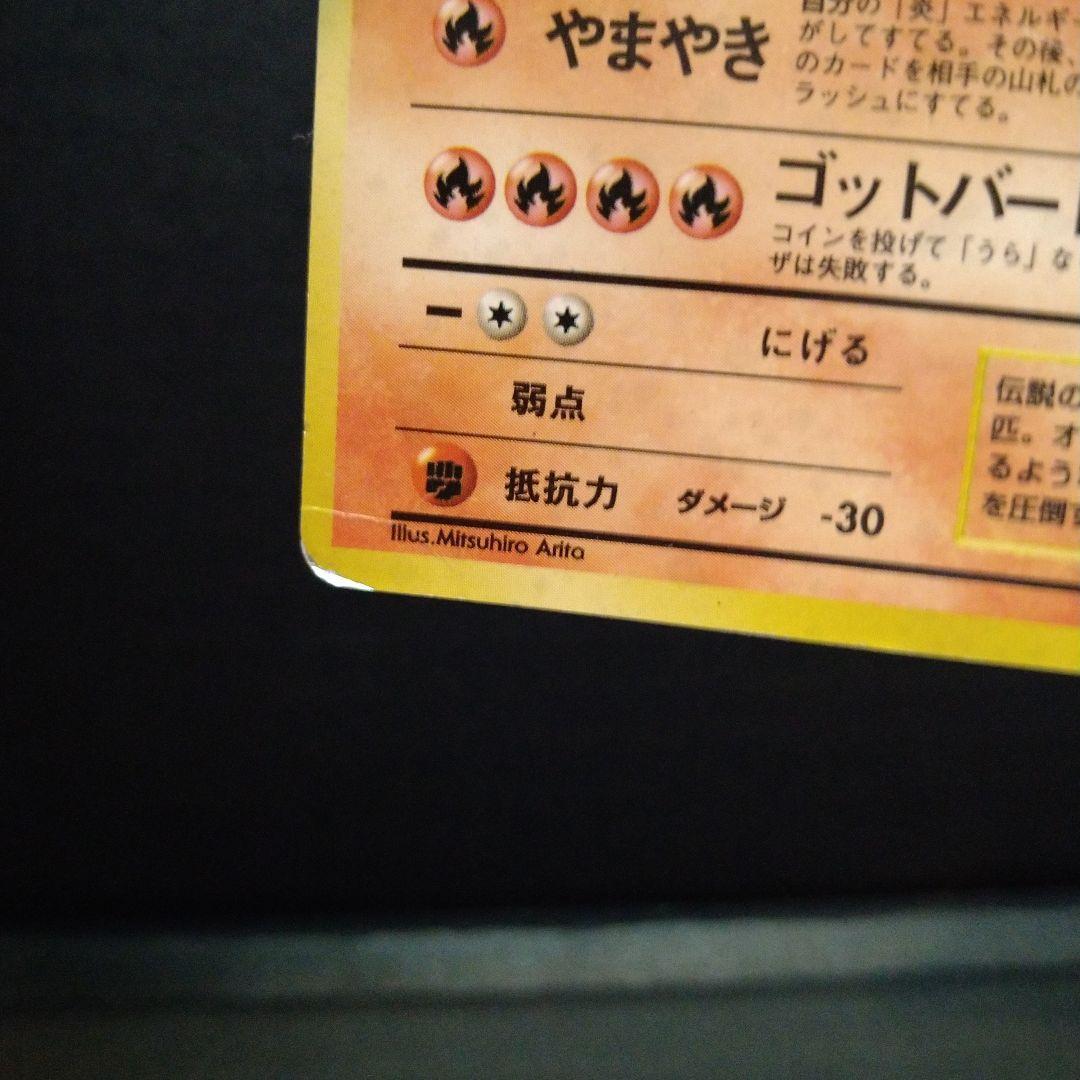 やまやき
自分の「炎」エネルギー
がしてすてる。その後、
のカードを相手の山札の
ラッシュにすてる。
ゴットバー
コインを投げて「うら」な
ザは失敗する。
ー にげる
弱点
抵抗力 ダメージ -30
Illus.Mitsuhiro Arita
伝説の
匹。オ
るよう
を圧倒す